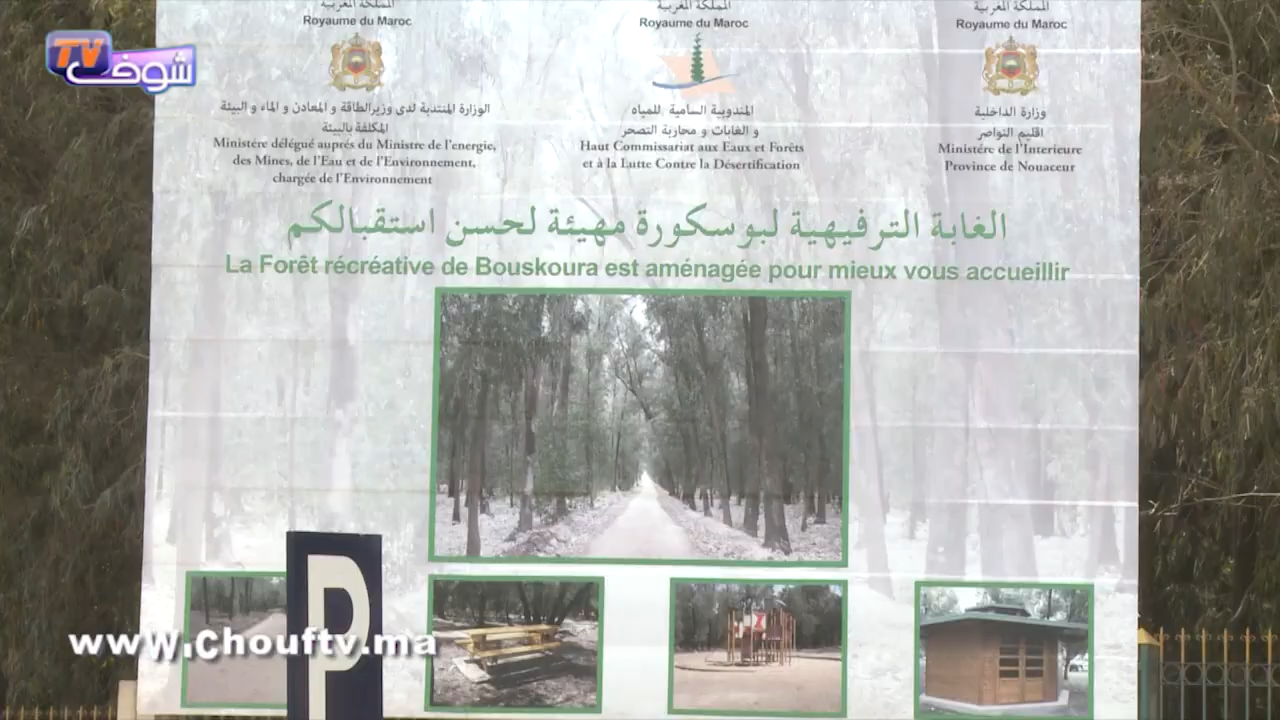 المملكة المغربية
Royaume du Maroc
الوزارة المنتدبة لدى وزير الطاقة و المعادن و الماء و البيئة
المكلفة بالبيئة
Ministére délégué auprés du Ministre de l'energie,
des Mines, de l'Eau et de l'Environnement,
chargée de l'Environnement
المملكة المغربية
Royaume du Maroc
المندوبية السامية للمياه
و الغابات و محاربة التصحر
Haut Commissariat aux Eaux et Forêts
et à la Lutte Contre la Désertification
المملكة المغربية
Royaume du Maroc
وزارة الداخلية
اقليم النواصر
Ministére de l'Interieure
Province de Nouaceur
الغابة الترفيهية لبوسكورة مهيئة لحسن استقبالكم
La Forêt récréative de Bouskoura est aménagée pour mieux vous accueillir
P
TV
شوف
www.Chouftv.ma